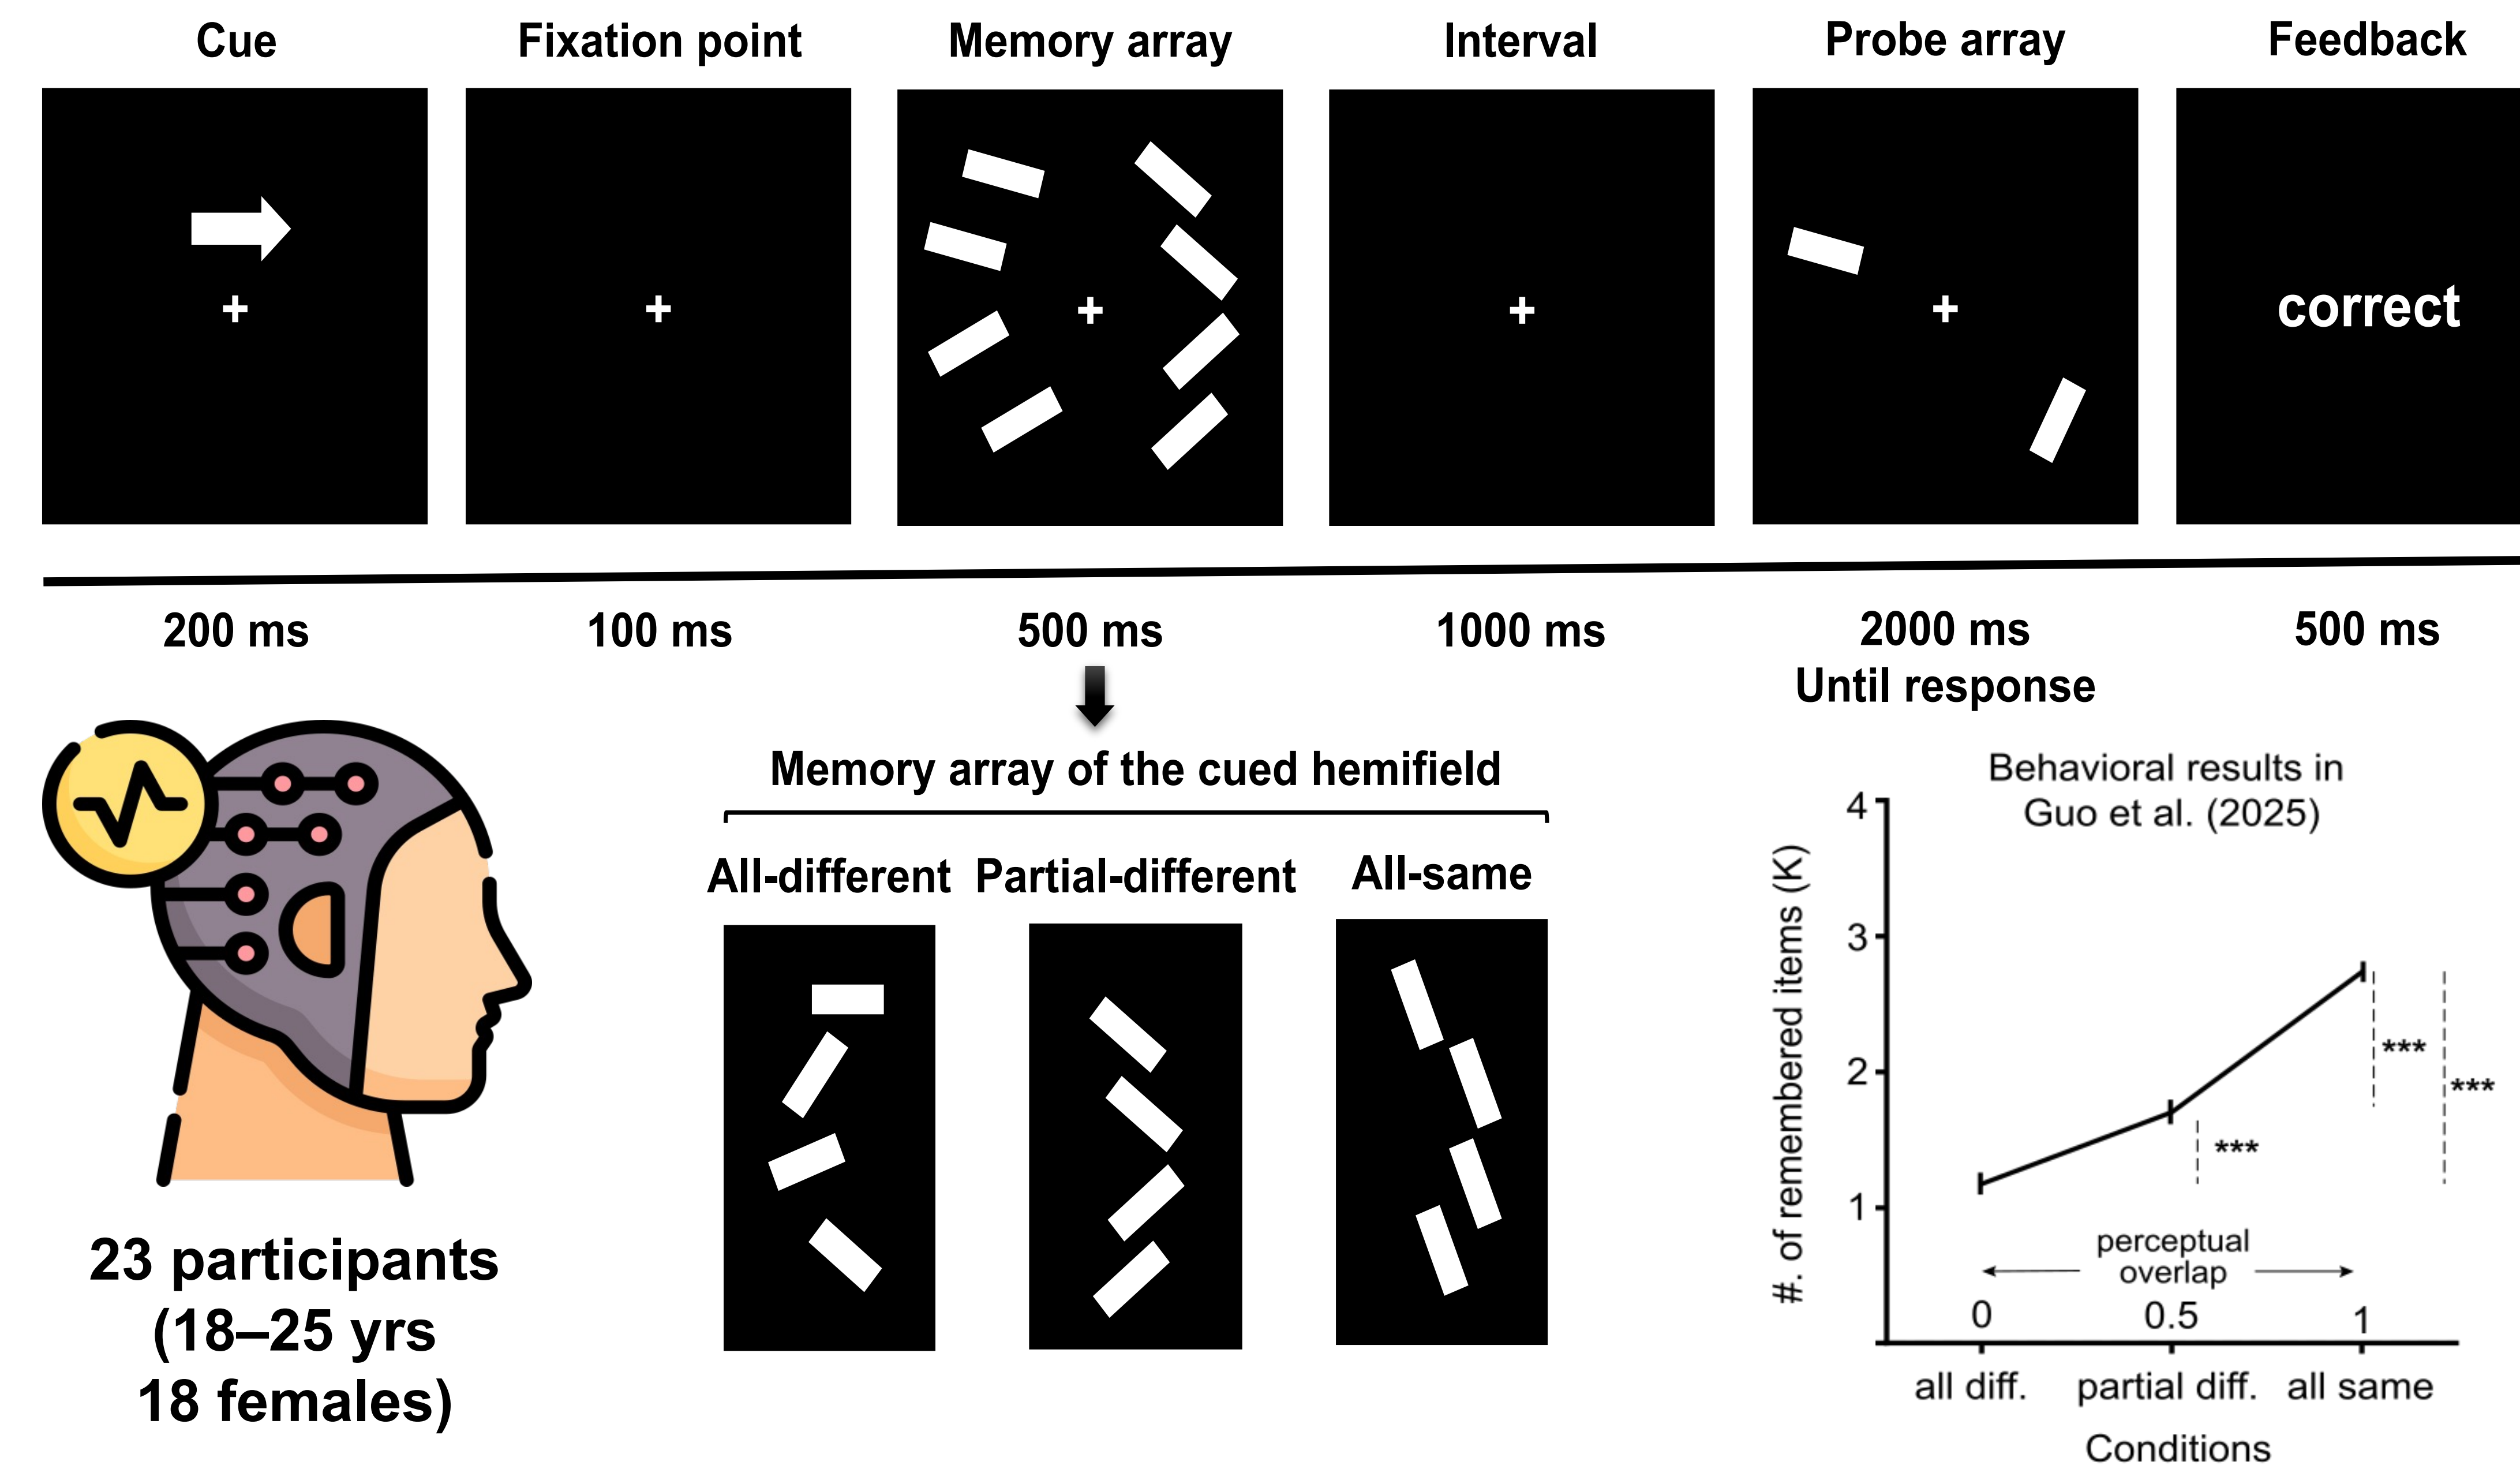 Cue
Fixation point
Memory array
Interval
Probe array
Feedback
correct
200 ms
100 ms
500 ms
1000 ms
2000 ms
Until response
500 ms
23 participants
(18–25 yrs
18 females)
Memory array of the cued hemifield
All-different
Partial-different
All-same
Behavioral results in
Guo et al. (2025)
#. of remembered items (K)
4
3
2
1
***
***
***
perceptual
overlap
0
0.5
1
all diff.
partial diff.
all same
Conditions